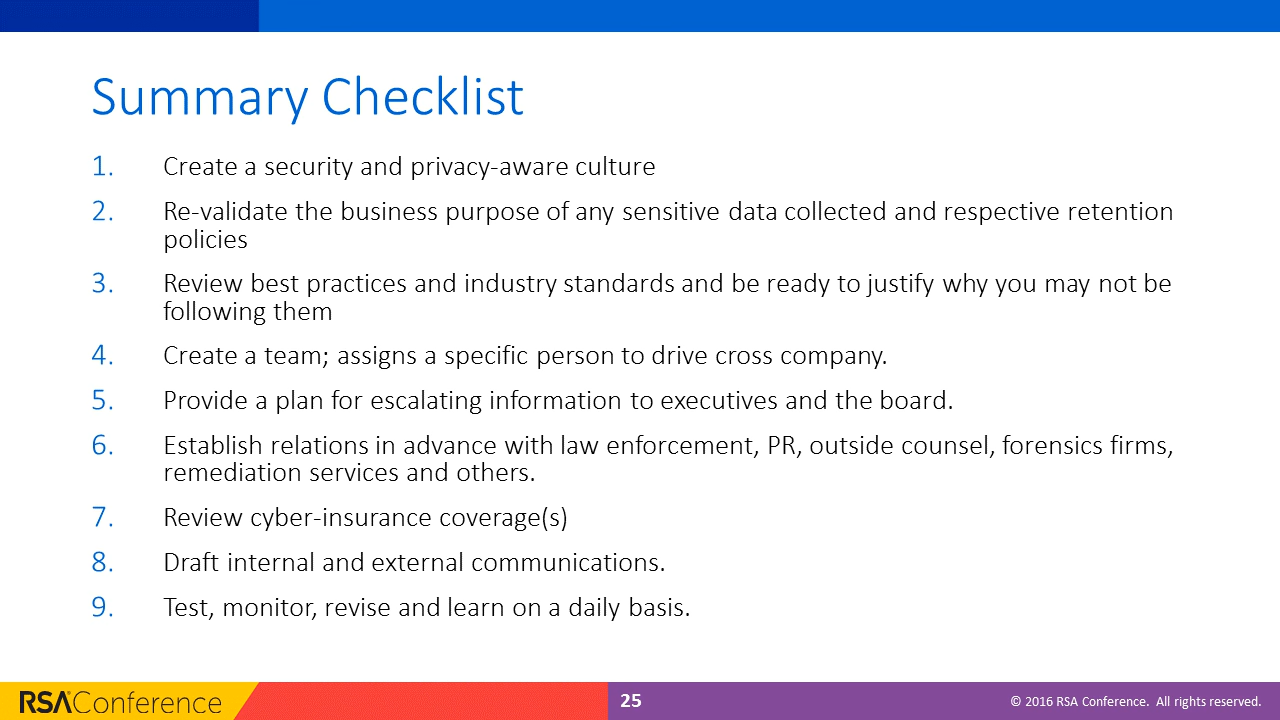 Summary Checklist
1. Create a security and privacy-aware culture
2. Re-validate the business purpose of any sensitive data collected and respective retention
policies
3. Review best practices and industry standards and be ready to justify why you may not be
following them
4. Create a team; assigns a specific person to drive cross company.
5. Provide a plan for escalating information to executives and the board.
6. Establish relations in advance with law enforcement, PR, outside counsel, forensics firms,
remediation services and others.
7. Review cyber-insurance coverage(s)
8. Draft internal and external communications.
9. Test, monitor, revise and learn on a daily basis.
RSAConference
25
© 2016 RSA Conference. All rights reserved.